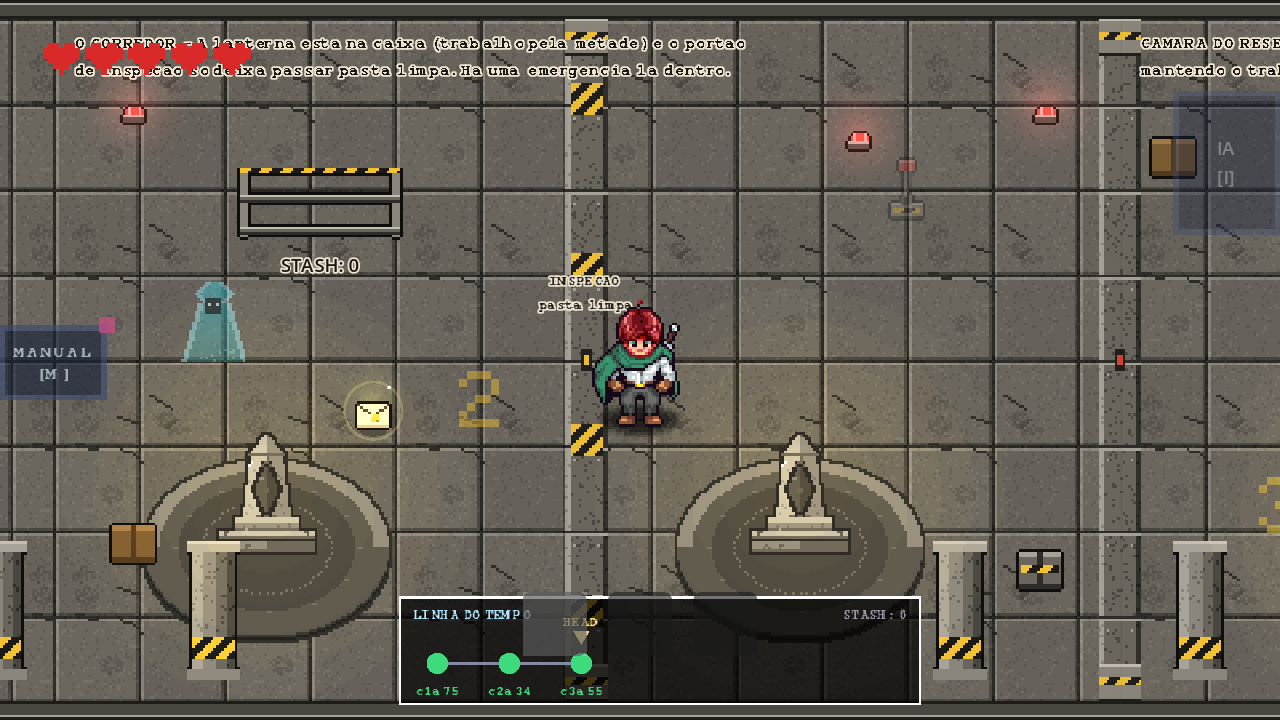 O CORREDOR - A lanterna esta na caixa (trabalho pela metade) e o portao
de inspecao so deixa passar pasta limpa. Ha uma emergencia la dentro.
CAMARA DO RESE
mantendo o tra
IA
[I]
STASH: 0
INSPECAO
pasta limpa
MANUAL
[M]
2
LINHA DO TEMPO
STASH: 0
HEAD
c1a75
c2a34
c3a55